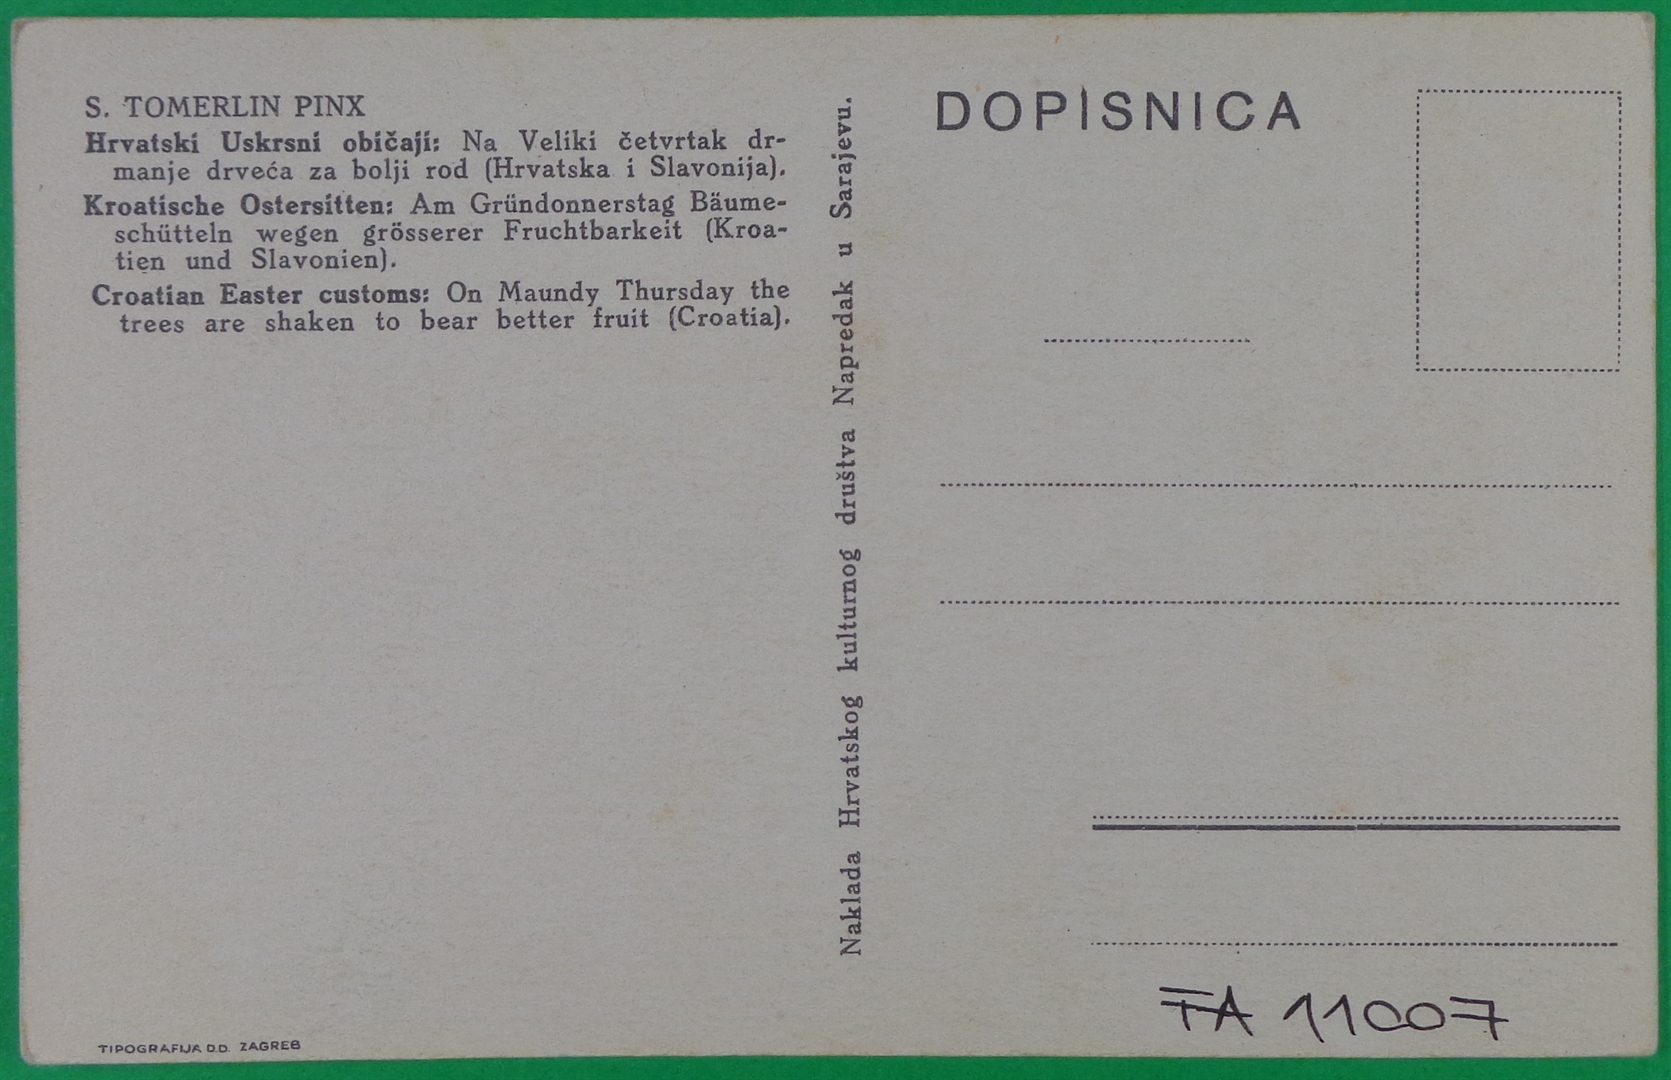 S. TOMERLIN PINX
Hrvatski Uskrsni običaji: Na Veliki četvrtak dr-
manje drveća za bolji rod (Hrvatska i Slavonija).
Kroatische Ostersitten: Am Gründonnerstag Bäume-
schütteln wegen grösserer Fruchtbarkeit (Kroa-
tien und Slavonien).
Croatian Easter customs: On Maundy Thursday the
trees are shaken to bear better fruit (Croatia).
Naklada Hrvatskog kulturnog društva Napredak u Sarajevu.
DOPISNICA
FA 11007
TIPOGRAFIJA D.D. ZAGREB